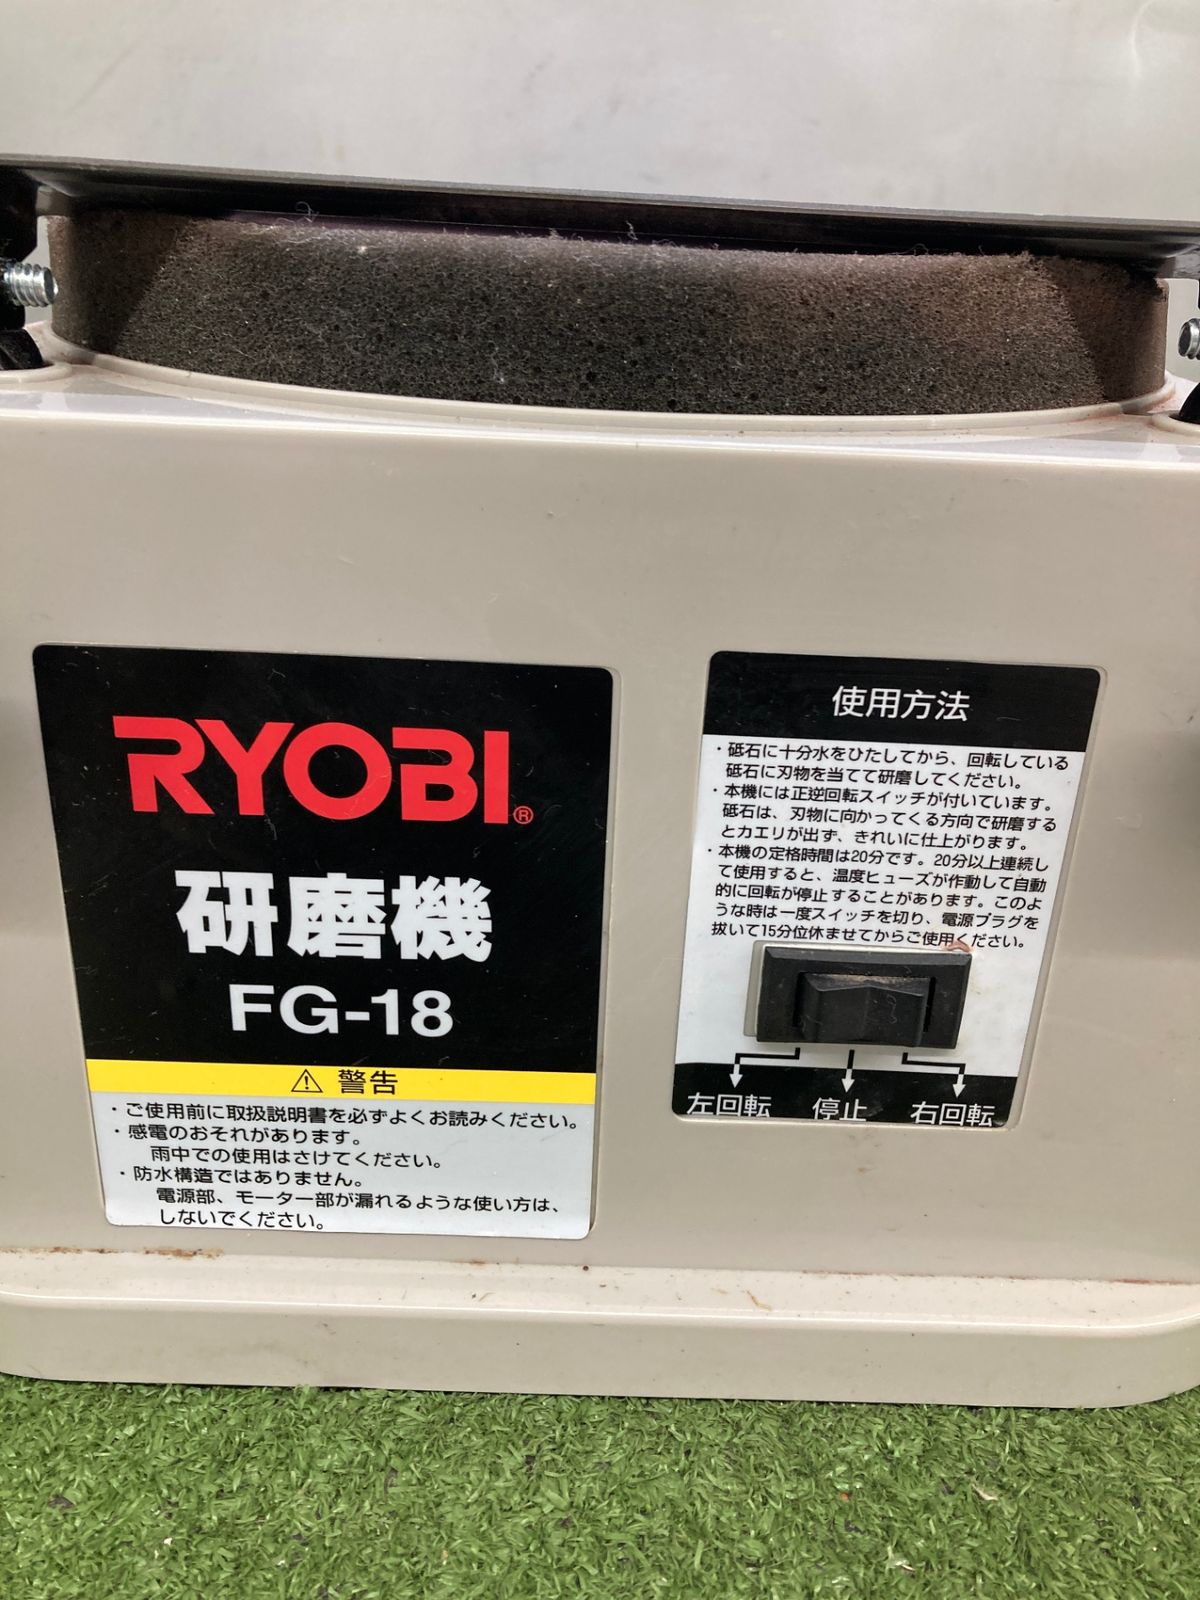 RYOBI®
研磨機
FG-18
⚠ 警告
・ご使用前に取扱説明書を必ずよくお読みください。
・感電のおそれがあります。
雨中での使用はさけてください。
・防水構造ではありません。
電源部、モーター部が漏れるような使い方は、
しないでください。
使用方法
・砥石に十分水をひたしてから、回転している
砥石に刃物を当てて研磨してください。
・本機には正逆回転スイッチが付いています。
砥石は、刃物に向かってくる方向で研磨する
とカエリが出ず、きれいに仕上がります。
・本機の定格時間は20分です。20分以上連続し
て使用すると、温度ヒューズが作動して自動
的に回転が停止することがあります。このよ
うな時は一度スイッチを切り、電源プラグを
抜いて15分位休ませてからご使用ください。
左回転 停止 右回転